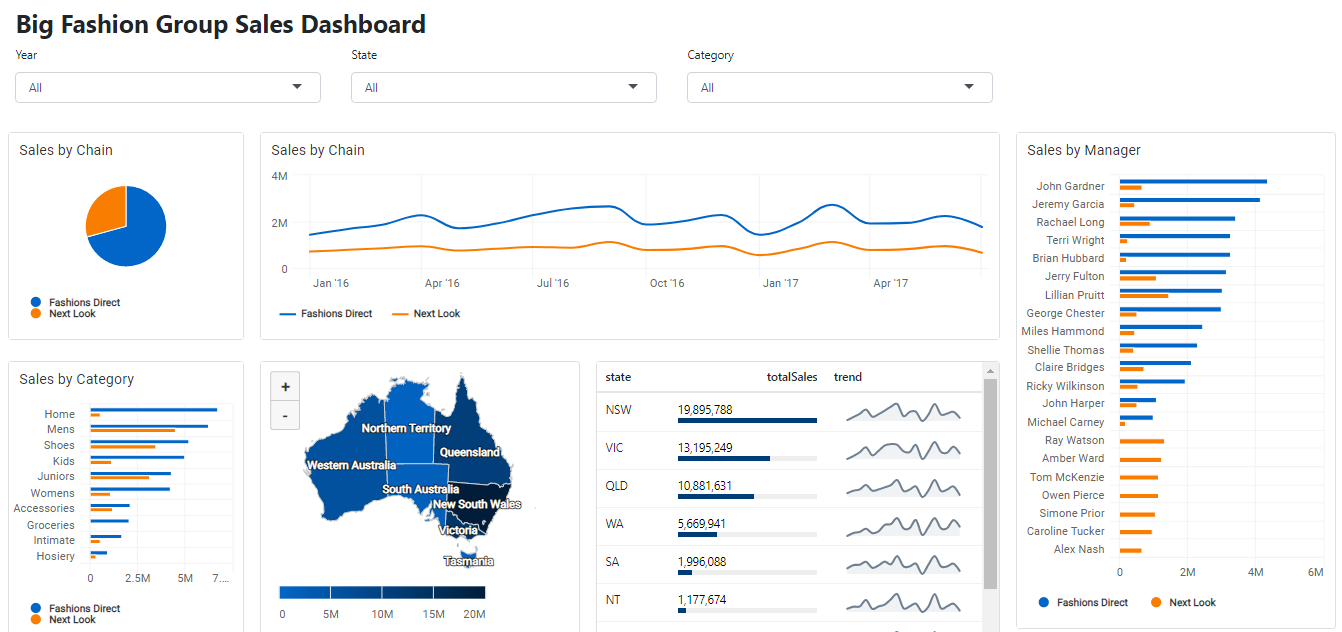 Big Fashion Group Sales Dashboard
Year State Category
All All All
Sales by Chain
Fashions Direct
Next Look
Sales by Chain
4M
2M
0
Jan '16 Apr '16 Jul '16 Oct '16 Jan '17 Apr '17
Fashions Direct Next Look
Sales by Manager
John Gardner
Jeremy Garcia
Rachael Long
Terri Wright
Brian Hubbard
Jerry Fulton
Lillian Pruitt
George Chester
Miles Hammond
Shellie Thomas
Claire Bridges
Ricky Wilkinson
John Harper
Michael Carney
Ray Watson
Amber Ward
Tom McKenzie
Owen Pierce
Simone Prior
Caroline Tucker
Alex Nash
0 2M 4M 6M
Fashions Direct Next Look
Sales by Category
Home
Mens
Shoes
Kids
Juniors
Womens
Accessories
Groceries
Intimate
Hosiery
0 2.5M 5M 7....
Fashions Direct
Next Look
+
-
Northern Territory
Queensland
Western Australia
South Australia
New South Wales
Victoria
Tasmania
0 5M 10M 15M 20M
state totalSales trend
NSW 19,895,788
VIC 13,195,249
QLD 10,881,631
WA 5,669,941
SA 1,996,088
NT 1,177,674